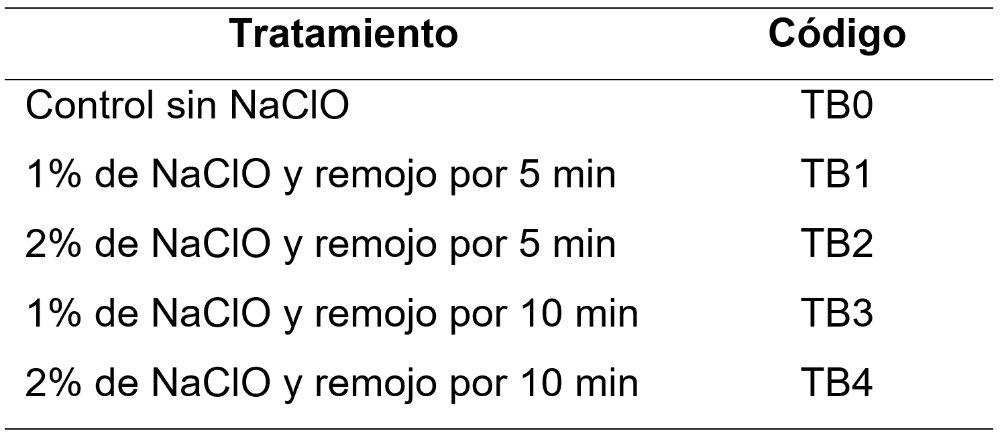 Tratamiento Código
Control sin NaClO TB0
1% de NaClO y remojo por 5 min TB1
2% de NaClO y remojo por 5 min TB2
1% de NaClO y remojo por 10 min TB3
2% de NaClO y remojo por 10 min TB4